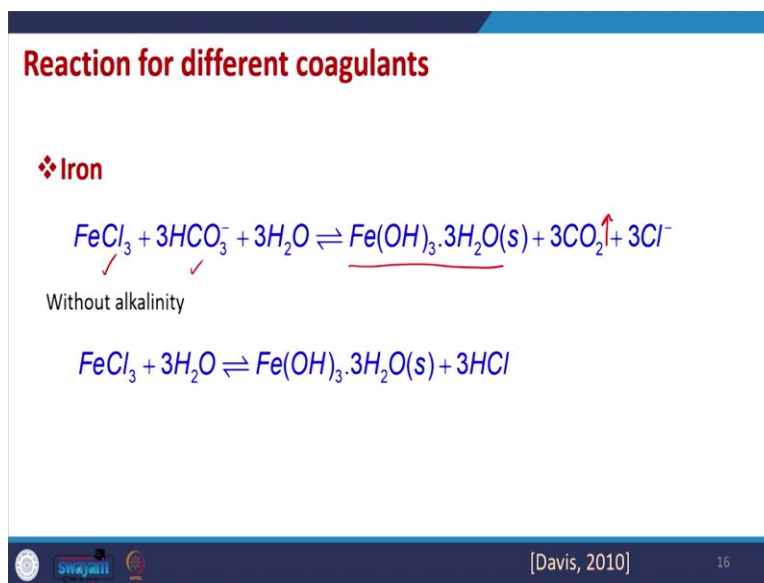 Reaction for different coagulants
❖Iron
FeCl₃ + 3HCO₃⁻ + 3H₂O ⇌ Fe(OH)₃.3H₂O(s) + 3CO₂↑+ 3Cl⁻
Without alkalinity
FeCl₃ + 3H₂O ⇌ Fe(OH)₃.3H₂O(s) + 3HCl
swayam [Davis, 2010] 16